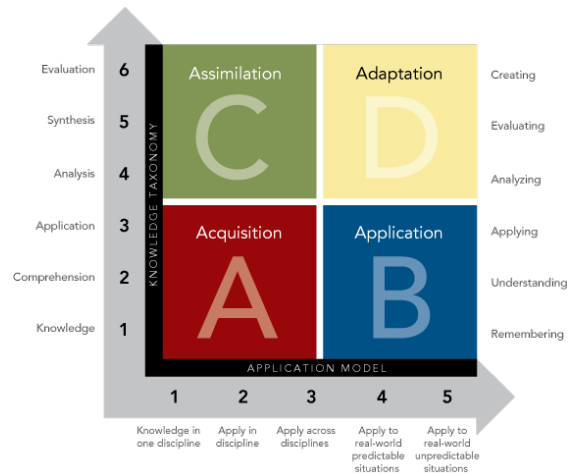 Evaluation 6 Assimilation Adaptation Creating
Synthesis 5 C D Evaluating
Analysis 4 Analyzing
KNOWLEDGE TAXONOMY
Application 3 Acquisition Application Applying
Comprehension 2 A B Understanding
Knowledge 1 Remembering
APPLICATION MODEL
1 2 3 4 5
Knowledge in
one discipline
Apply in
discipline
Apply across
disciplines
Apply to
real-world
predictable
situations
Apply to
real-world
unpredictable
situations